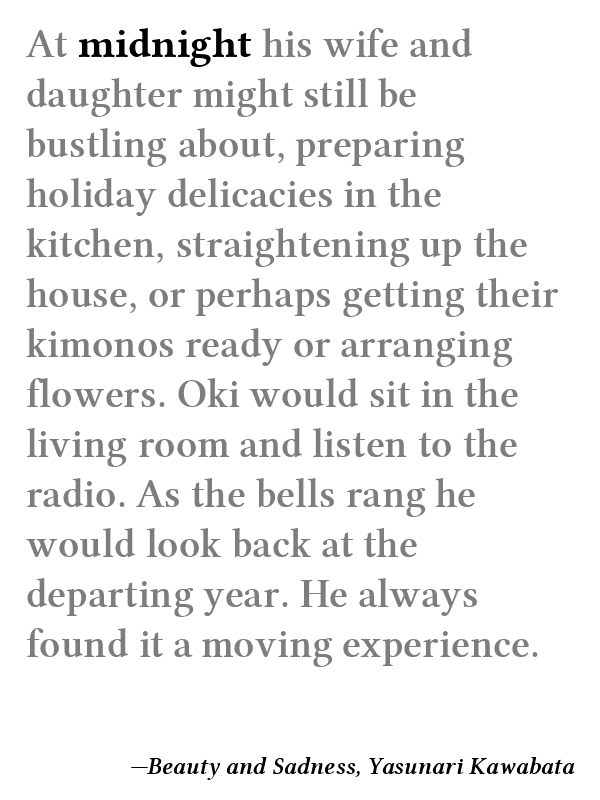 At midnight his wife and
daughter might still be
bustling about, preparing
holiday delicacies in the
kitchen, straightening up the
house, or perhaps getting their
kimonos ready or arranging
flowers. Oki would sit in the
living room and listen to the
radio. As the bells rang he
would look back at the
departing year. He always
found it a moving experience.
—Beauty and Sadness, Yasunari Kawabata